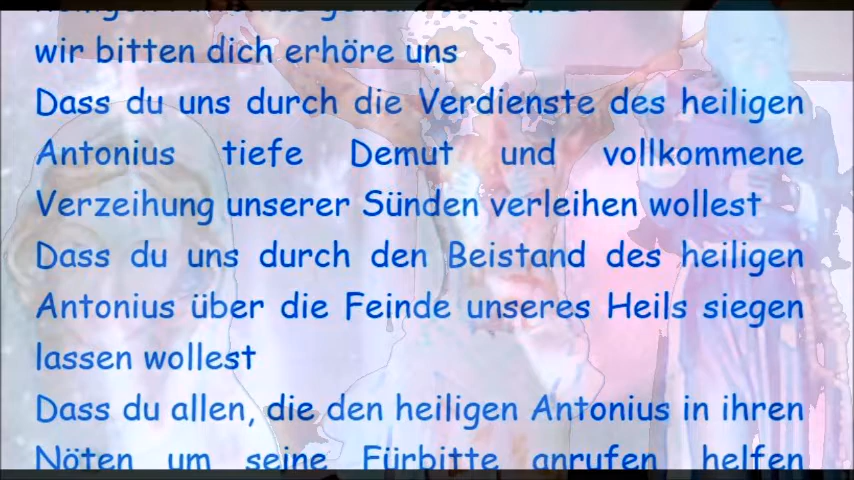 wir bitten dich erhöre uns
Dass du uns durch die Verdienste des heiligen
Antonius tiefe Demut und vollkommene
Verzeihung unserer Sünden verleihen wollest
Dass du uns durch den Beistand des heiligen
Antonius über die Feinde unseres Heils siegen
lassen wollest
Dass du allen, die den heiligen Antonius in ihren
Nöten um seine Fürbitte anrufen helfen